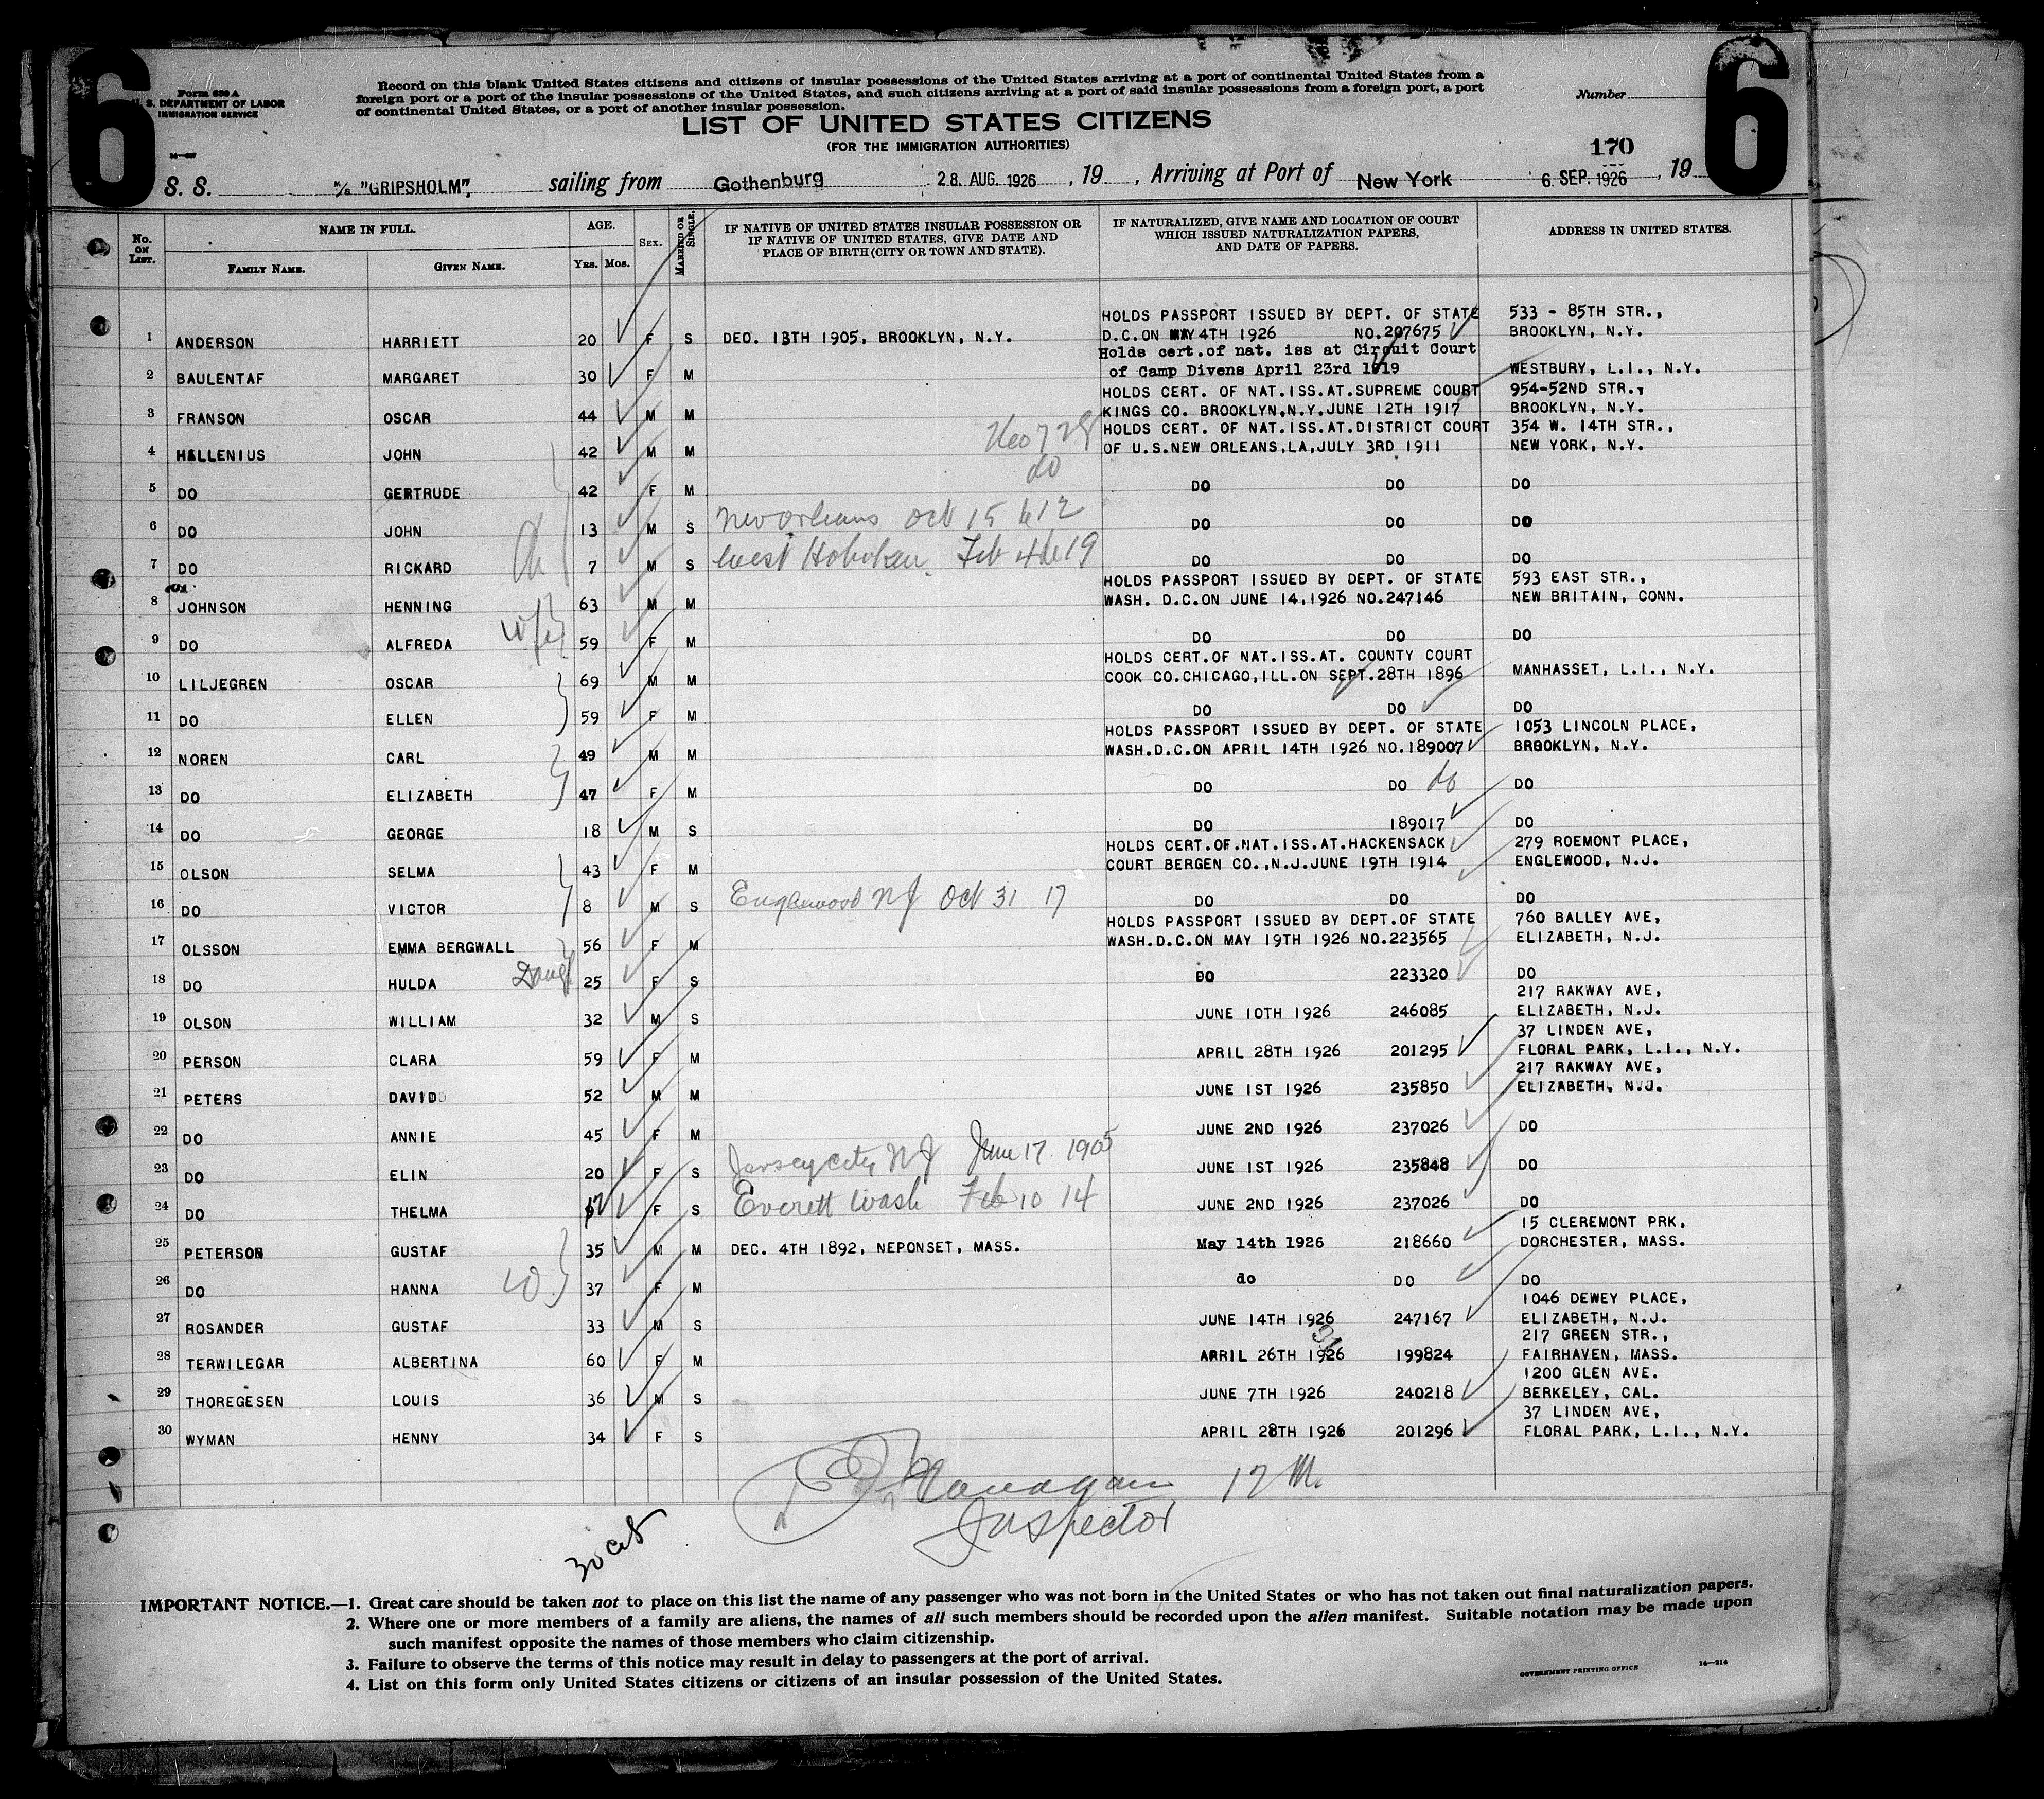 6
6
Form 630 A
U. S. DEPARTMENT OF LABOR
IMMIGRATION SERVICE
Record on this blank United States citizens and citizens of insular possessions of the United States arriving at a port of continental United States from a
foreign port or a port of the insular possessions of the United States, and such citizens arriving at a port of said insular possessions from a foreign port, a port
of continental United States, or a port of another insular possession.
Number
LIST OF UNITED STATES CITIZENS
(FOR THE IMMIGRATION AUTHORITIES)
170
S. S. M/S "GRIPSHOLM", sailing from Gothenburg 28. AUG. 1926, 19 , Arriving at Port of New York 6. SEP. 1926, 19
No. ON LIST. NAME IN FULL. AGE. SEX. MARRIED OR SINGLE. IF NATIVE OF UNITED STATES INSULAR POSSESSION OR IF NATIVE OF UNITED STATES, GIVE DATE AND PLACE OF BIRTH (CITY OR TOWN AND STATE). IF NATURALIZED, GIVE NAME AND LOCATION OF COURT WHICH ISSUED NATURALIZATION PAPERS, AND DATE OF PAPERS. ADDRESS IN UNITED STATES.
FAMILY NAME. GIVEN NAME. YRS. MOS.
HOLDS PASSPORT ISSUED BY DEPT. OF STATE 533 - 85TH STR.,
1 ANDERSON HARRIETT 20 F S DEO. 13TH 1905, BROOKLYN, N.Y. D.C.ON MAY 4TH 1926 NO.207675 BROOKLYN, N.Y.
Holds cert.of nat. iss at Circuit Court
2 BAULENTAF MARGARET 30 F M of Camp Divens April 23rd 1919 WESTBURY, L.I., N.Y.
HOLDS CERT. OF NAT.ISS.AT.SUPREME COURT 954-52ND STR.,
3 FRANSON OSCAR 44 M M KINGS CO. BROOKLYN,N.Y.JUNE 12TH 1917 BROOKLYN, N.Y.
HOLDS CERT. OF NAT.ISS.AT.DISTRICT COURT 354 W. 14TH STR.,
4 HALLENIUS JOHN 42 M M OF U.S.NEW ORLEANS,LA,JULY 3RD 1911 NEW YORK, N.Y.
5 DO GERTRUDE 42 F M do DO DO DO
6 DO JOHN 13 M S New Orleans Oct 15 1912 DO DO DO
7 DO RICKARD 7 M S West Hoboken Feb 4th 19 DO DO DO
HOLDS PASSPORT ISSUED BY DEPT. OF STATE 593 EAST STR.,
8 JOHNSON HENNING 63 M M WASH. D.C.ON JUNE 14,1926 NO.247146 NEW BRITAIN, CONN.
9 DO ALFREDA wife 59 F M DO DO DO
HOLDS CERT.OF NAT.ISS.AT. COUNTY COURT
10 LILJEGREN OSCAR 69 M M COOK CO.CHICAGO,ILL.ON SEPT.28TH 1896 MANHASSET, L.I., N.Y.
11 DO ELLEN 59 F M DO DO DO
HOLDS PASSPORT ISSUED BY DEPT. OF STATE 1053 LINCOLN PLACE,
12 NOREN CARL 49 M M WASH.D.C.ON APRIL 14TH 1926 NO.189007 BROOKLYN, N.Y.
13 DO ELIZABETH 47 F M DO DO do DO
14 DO GEORGE 18 M S DO 189017 DO
HOLDS CERT.OF.NAT.ISS.AT.HACKENSACK 279 ROEMONT PLACE,
15 OLSON SELMA 43 F M COURT BERGEN CO.,N.J.JUNE 19TH 1914 ENGLEWOOD, N.J.
16 DO VICTOR 8 M S Englewood NJ Oct 31 17 DO DO DO
HOLDS PASSPORT ISSUED BY DEPT.OF STATE 760 BALLEY AVE,
17 OLSSON EMMA BERGWALL 56 F M WASH.D.C.ON MAY 19TH 1926 NO.223565 ELIZABETH, N.J.
18 DO HULDA Daug 25 F S DO 223320 DO
217 RAKWAY AVE,
19 OLSON WILLIAM 32 M S JUNE 10TH 1926 246085 ELIZABETH, N.J.
37 LINDEN AVE,
20 PERSON CLARA 59 F M APRIL 28TH 1926 201295 FLORAL PARK, L.I., N.Y.
217 RAKWAY AVE,
21 PETERS DAVID 52 M M JUNE 1ST 1926 235850 ELIZABETH, N.J.
22 DO ANNIE 45 F M JUNE 2ND 1926 237026 DO
23 DO ELIN 20 F S Jersey City NJ June 17 1905 JUNE 1ST 1926 235848 DO
24 DO THELMA F S Everett Wash Feb 10 14 JUNE 2ND 1926 237026 DO
15 CLEREMONT PRK,
25 PETERSON GUSTAF 35 M M DEC. 4TH 1892, NEPONSET, MASS. May 14th 1926 218660 DORCHESTER, MASS.
26 DO HANNA W. 37 F M do DO DO
1046 DEWEY PLACE,
27 ROSANDER GUSTAF 33 M S JUNE 14TH 1926 247167 ELIZABETH, N.J.
217 GREEN STR.,
28 TERWILEGAR ALBERTINA 60 F M APRIL 26TH 1926 199824 FAIRHAVEN, MASS.
1200 GLEN AVE.
29 THOREGESEN LOUIS 36 M S JUNE 7TH 1926 240218 BERKELEY, CAL.
37 LINDEN AVE,
30 WYMAN HENNY 34 F S APRIL 28TH 1926 201296 FLORAL PARK, L.I., N.Y.
Flanagan
Inspector
IMPORTANT NOTICE.—1. Great care should be taken not to place on this list the name of any passenger who was not born in the United States or who has not taken out final naturalization papers.
2. Where one or more members of a family are aliens, the names of all such members should be recorded upon the alien manifest. Suitable notation may be made upon
such manifest opposite the names of those members who claim citizenship.
3. Failure to observe the terms of this notice may result in delay to passengers at the port of arrival.
4. List on this form only United States citizens or citizens of an insular possession of the United States.
GOVERNMENT PRINTING OFFICE 14—214